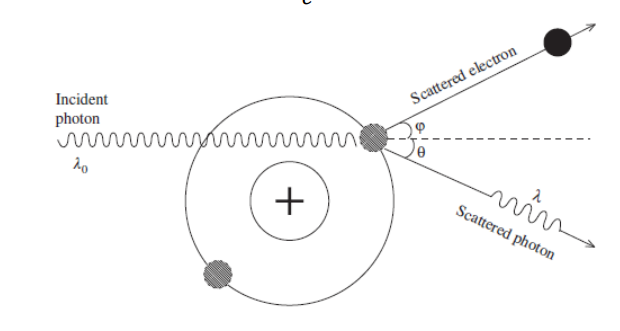 Incident
photon
λ0
+
Scattered electron
φ
θ
λ
Scattered photon